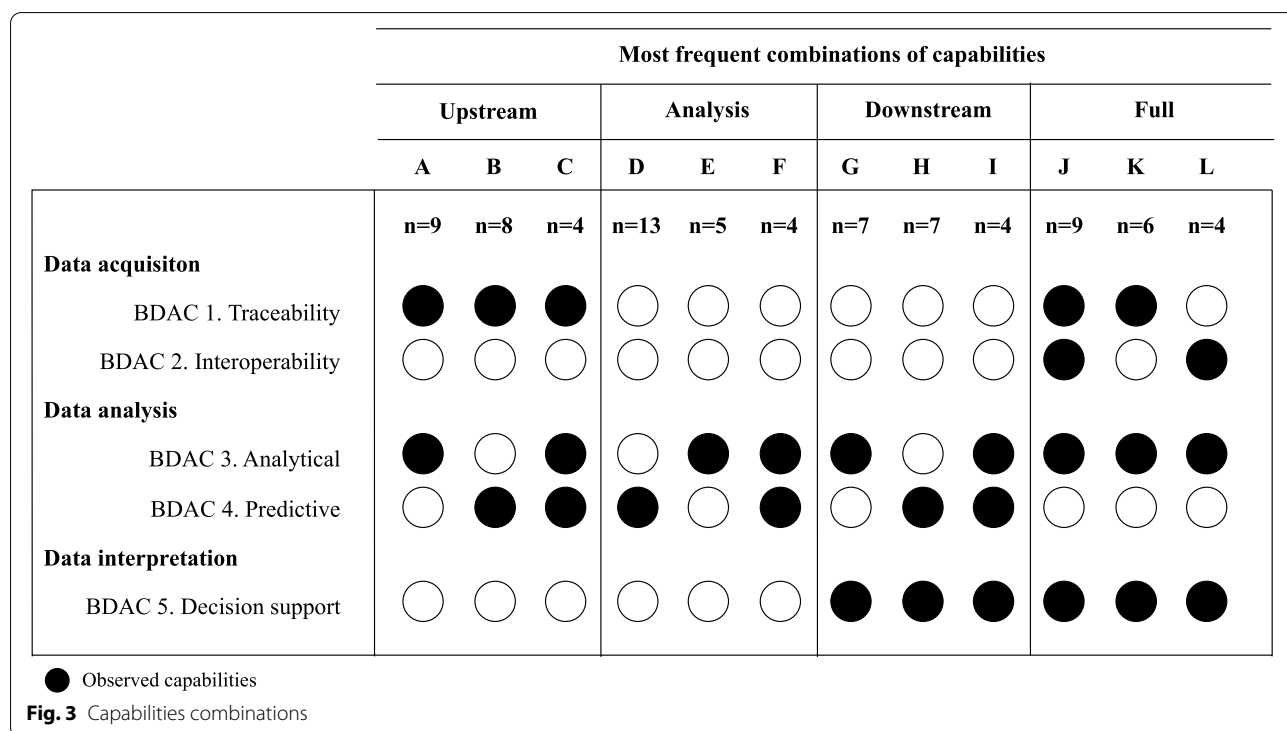 Most frequent combinations of capabilities
Upstream Analysis Downstream Full
A B C D E F G H I J K L
n=9 n=8 n=4 n=13 n=5 n=4 n=7 n=7 n=4 n=9 n=6 n=4
Data acquisiton
BDAC 1. Traceability
BDAC 2. Interoperability
Data analysis
BDAC 3. Analytical
BDAC 4. Predictive
Data interpretation
BDAC 5. Decision support
Observed capabilities
Fig. 3 Capabilities combinations